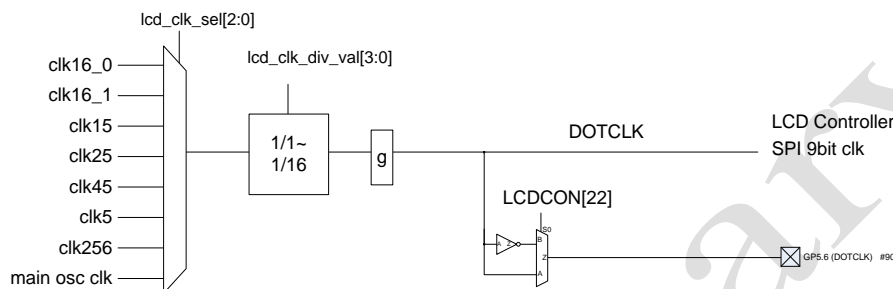 lcd_clk_sel[2:0]
lcd_clk_div_val[3:0]
clk16_0
clk16_1
clk15
clk25
clk45
clk5
clk256
main osc clk
1/1~
1/16
g
DOTCLK
LCD Controller
SPI 9bit clk
LCDCON[22]
S0
A Z
B
Z
A
GP5.6 (DOTCLK) #90